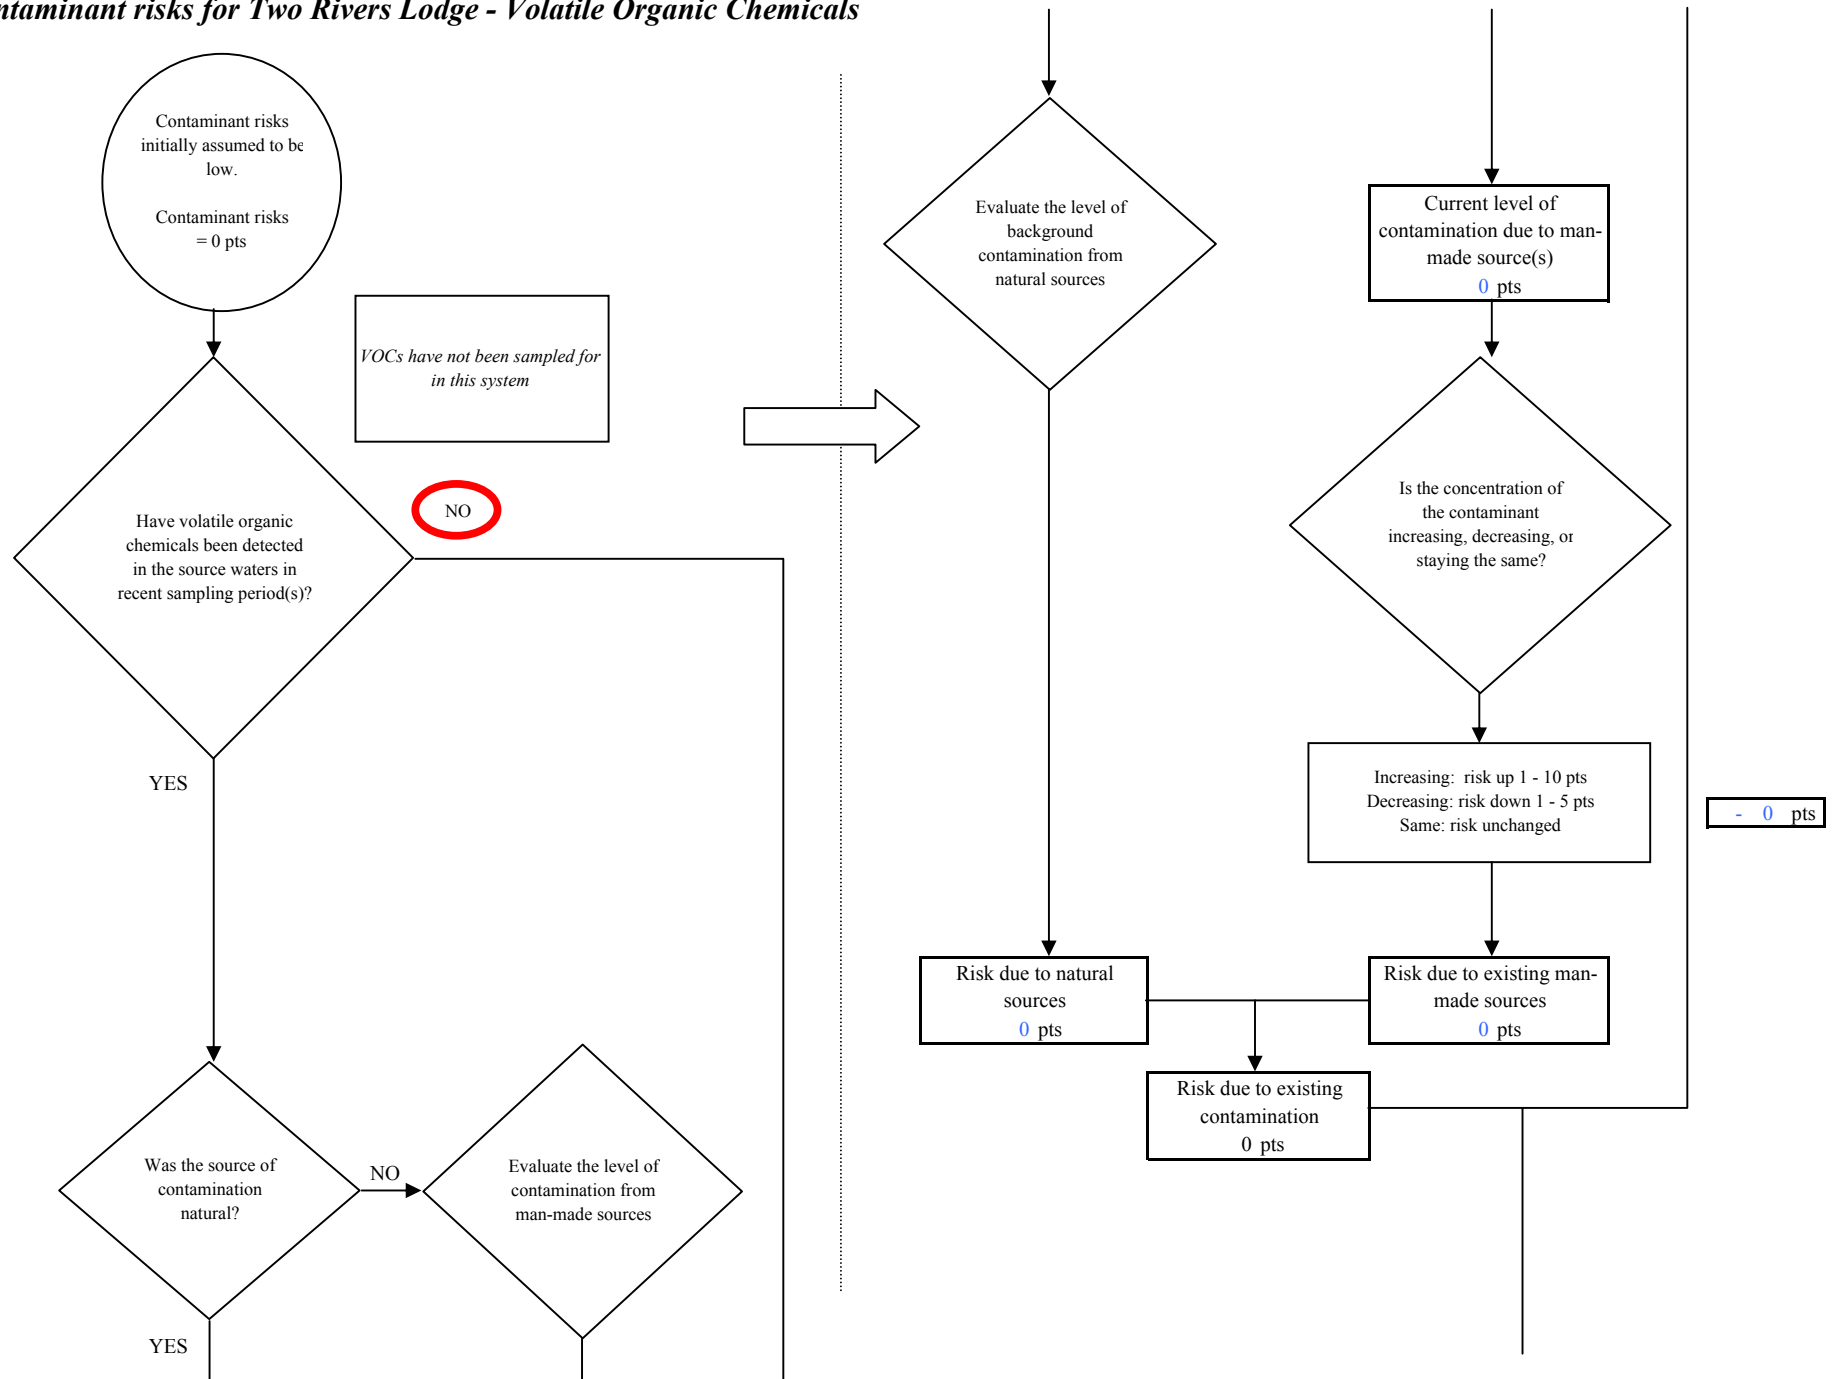 ntaminant risks for Two Rivers Lodge - Volatile Organic Chemicals
Contaminant risks
initially assumed to be
low.
Contaminant risks
= 0 pts
VOCs have not been sampled for
in this system
NO
Have volatile organic
chemicals been detected
in the source waters in
recent sampling period(s)?
YES
Was the source of
contamination
natural?
NO
Evaluate the level of
contamination from
man-made sources
YES
Evaluate the level of
background
contamination from
natural sources
Current level of
contamination due to man-
made source(s)
0 pts
Is the concentration of
the contaminant
increasing, decreasing, or
staying the same?
Increasing: risk up 1 - 10 pts
Decreasing: risk down 1 - 5 pts
Same: risk unchanged
- 0 pts
Risk due to natural
sources
0 pts
Risk due to existing man-
made sources
0 pts
Risk due to existing
contamination
0 pts